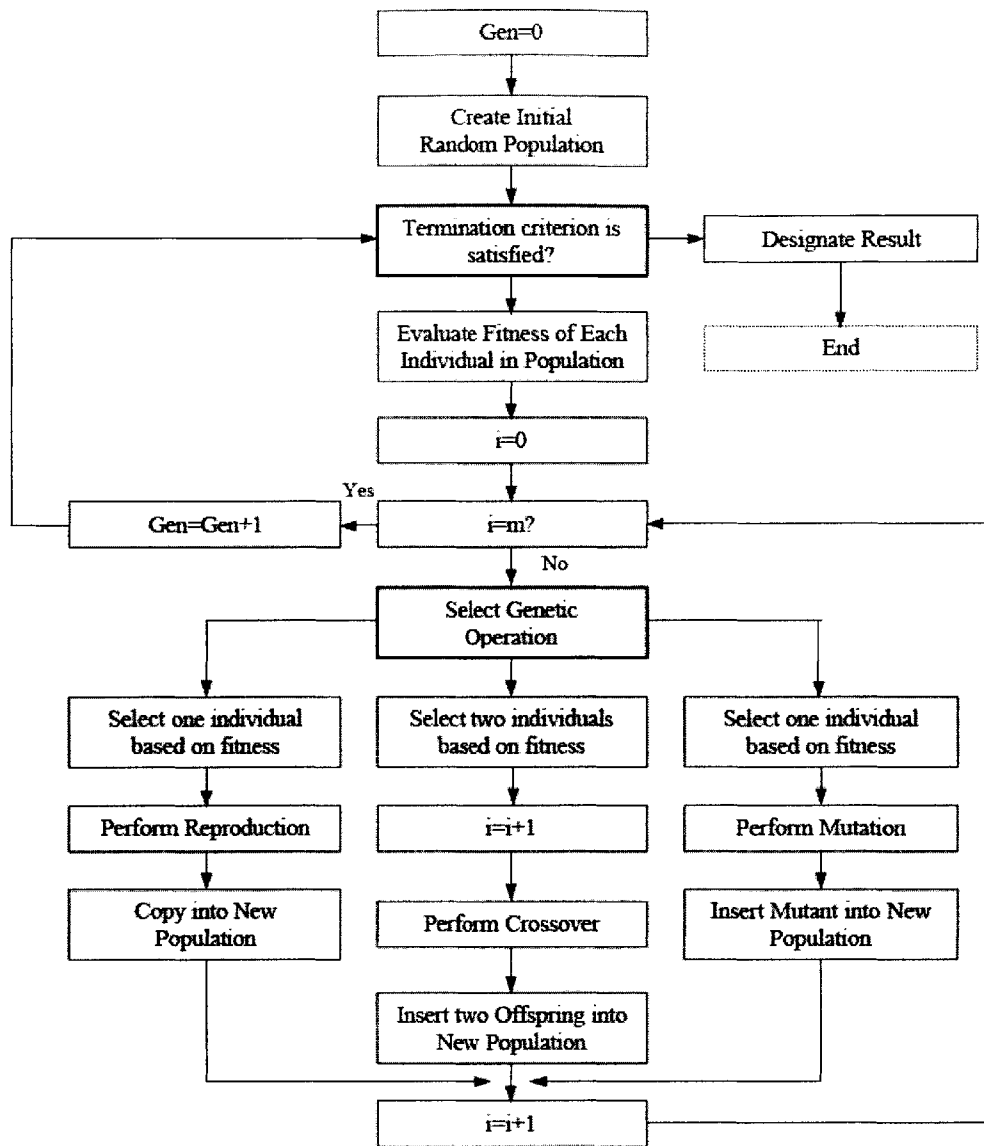 Gen=0
Create Initial
Random Population
Termination criterion is
satisfied?
Designate Result
Evaluate Fitness of Each
Individual in Population
End
i=0
Yes
Gen=Gen+1
i=m?
No
Select Genetic
Operation
Select one individual
based on fitness
Select two individuals
based on fitness
Select one individual
based on fitness
Perform Reproduction
i=i+1
Perform Mutation
Copy into New
Population
Perform Crossover
Insert Mutant into New
Population
Insert two Offspring into
New Population
i=i+1